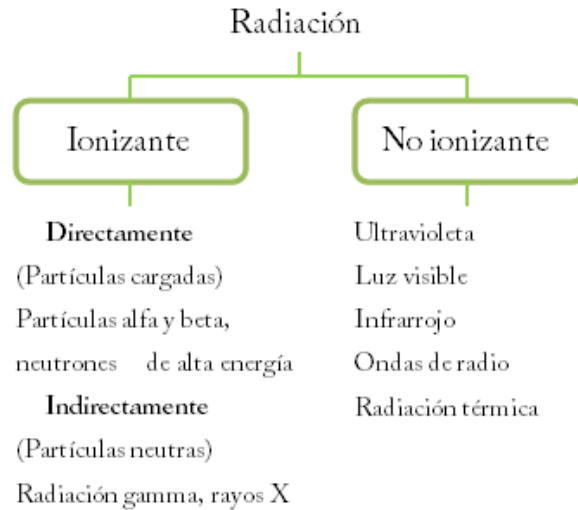 Radiación
Ionizante
No ionizante
Directamente
(Partículas cargadas)
Partículas alfa y beta,
neutrones de alta energía
Indirectamente
(Partículas neutras)
Radiación gamma, rayos X
Ultravioleta
Luz visible
Infrarrojo
Ondas de radio
Radiación térmica